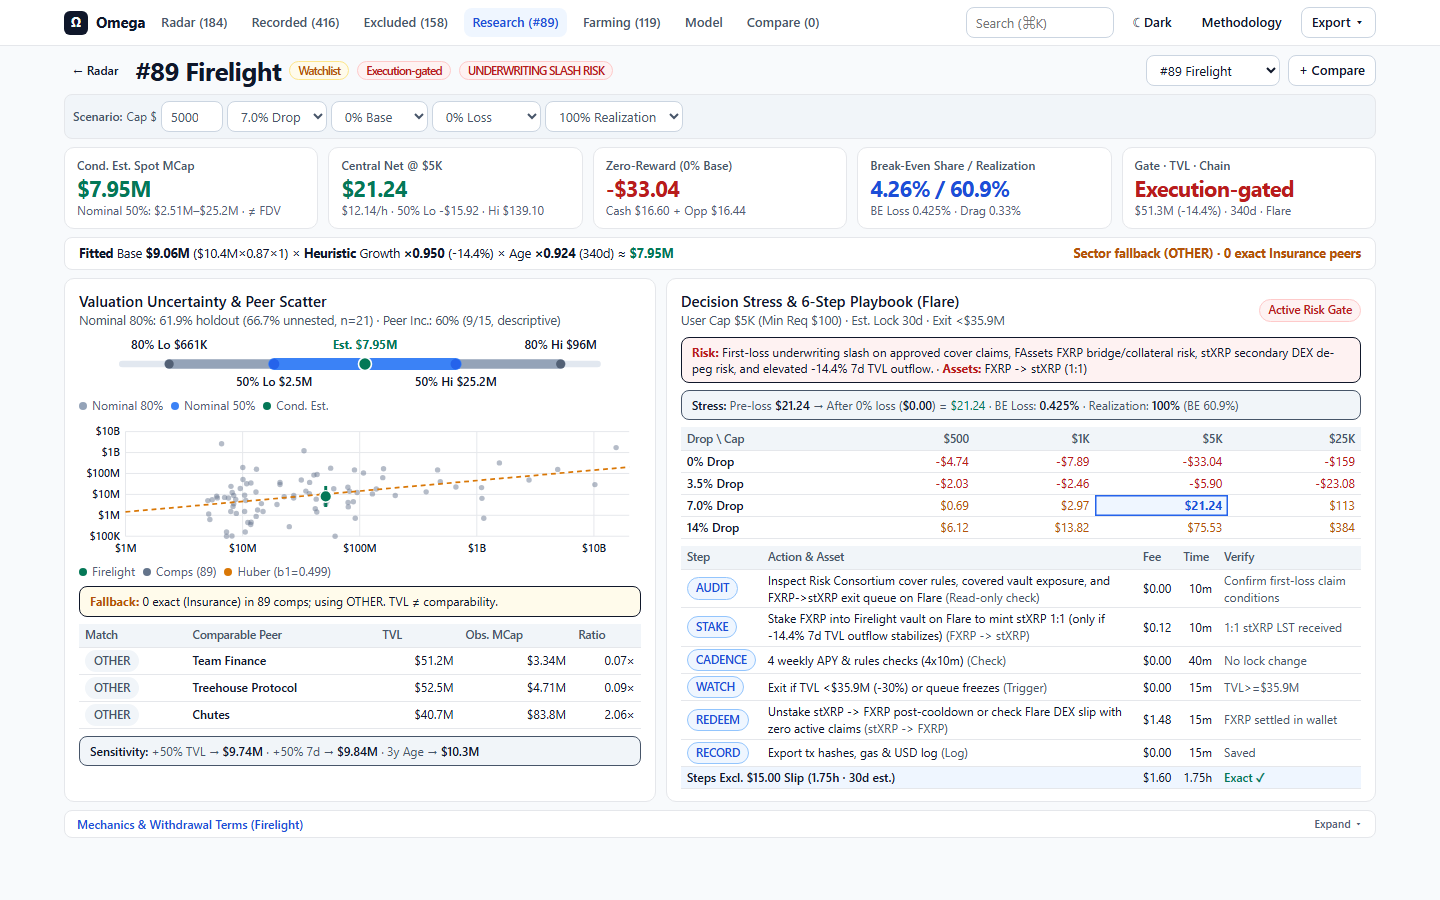 Ω Omega Radar (184) Recorded (416) Excluded (158) Research (#89) Farming (119) Model Compare (0) Search (⌘K) ☾ Dark Methodology Export ▾
← Radar #89 Firelight Watchlist Execution-gated UNDERWRITING SLASH RISK #89 Firelight + Compare
Scenario: Cap $ 5000 7.0% Drop 0% Base 0% Loss 100% Realization
Cond. Est. Spot MCap
$7.95M
Nominal 50%: $2.51M–$25.2M · ≠ FDV
Central Net @ $5K
$21.24
$12.14/h · 50% Lo -$15.92 · Hi $139.10
Zero-Reward (0% Base)
-$33.04
Cash $16.60 + Opp $16.44
Break-Even Share / Realization
4.26% / 60.9%
BE Loss 0.425% · Drag 0.33%
Gate · TVL · Chain
Execution-gated
$51.3M (-14.4%) · 340d · Flare
Fitted Base $9.06M ($10.4M×0.87×1) × Heuristic Growth ×0.950 (-14.4%) × Age ×0.924 (340d) ≈ $7.95M Sector fallback (OTHER) · 0 exact Insurance peers
Valuation Uncertainty & Peer Scatter
Nominal 80%: 61.9% holdout (66.7% unnested, n=21) · Peer Inc.: 60% (9/15, descriptive)
80% Lo $661K Est. $7.95M 80% Hi $96M
50% Lo $2.5M 50% Hi $25.2M
Nominal 80% Nominal 50% Cond. Est.
$10B
$1B
$100M
$10M
$1M
$100K
$1M $10M $100M $1B $10B
Firelight Comps (89) Huber (b1=0.499)
Fallback: 0 exact (Insurance) in 89 comps; using OTHER. TVL ≠ comparability.
Match Comparable Peer TVL Obs. MCap Ratio
OTHER Team Finance $51.2M $3.34M 0.07×
OTHER Treehouse Protocol $52.5M $4.71M 0.09×
OTHER Chutes $40.7M $83.8M 2.06×
Sensitivity: +50% TVL → $9.74M · +50% 7d → $9.84M · 3y Age → $10.3M
Decision Stress & 6-Step Playbook (Flare)
User Cap $5K (Min Req $100) · Est. Lock 30d · Exit <$35.9M
Active Risk Gate
Risk: First-loss underwriting slash on approved cover claims, FAssets FXRP bridge/collateral risk, stXRP secondary DEX de-
peg risk, and elevated -14.4% 7d TVL outflow. · Assets: FXRP -> stXRP (1:1)
Stress: Pre-loss $21.24 → After 0% loss ($0.00) = $21.24 · BE Loss: 0.425% · Realization: 100% (BE 60.9%)
Drop \ Cap $500 $1K $5K $25K
0% Drop -$4.74 -$7.89 -$33.04 -$159
3.5% Drop -$2.03 -$2.46 -$5.90 -$23.08
7.0% Drop $0.69 $2.97 $21.24 $113
14% Drop $6.12 $13.82 $75.53 $384
Step Action & Asset Fee Time Verify
AUDIT Inspect Risk Consortium cover rules, covered vault exposure, and
FXRP->stXRP exit queue on Flare (Read-only check) $0.00 10m Confirm first-loss claim
conditions
STAKE Stake FXRP into Firelight vault on Flare to mint stXRP 1:1 (only if
-14.4% 7d TVL outflow stabilizes) (FXRP -> stXRP) $0.12 10m 1:1 stXRP LST received
CADENCE 4 weekly APY & rules checks (4x10m) (Check) $0.00 40m No lock change
WATCH Exit if TVL <$35.9M (-30%) or queue freezes (Trigger) $0.00 15m TVL>=$35.9M
REDEEM Unstake stXRP -> FXRP post-cooldown or check Flare DEX slip with
zero active claims (stXRP -> FXRP) $1.48 15m FXRP settled in wallet
RECORD Export tx hashes, gas & USD log (Log) $0.00 15m Saved
Steps Excl. $15.00 Slip (1.75h · 30d est.) $1.60 1.75h Exact ✓
Mechanics & Withdrawal Terms (Firelight) Expand ▾